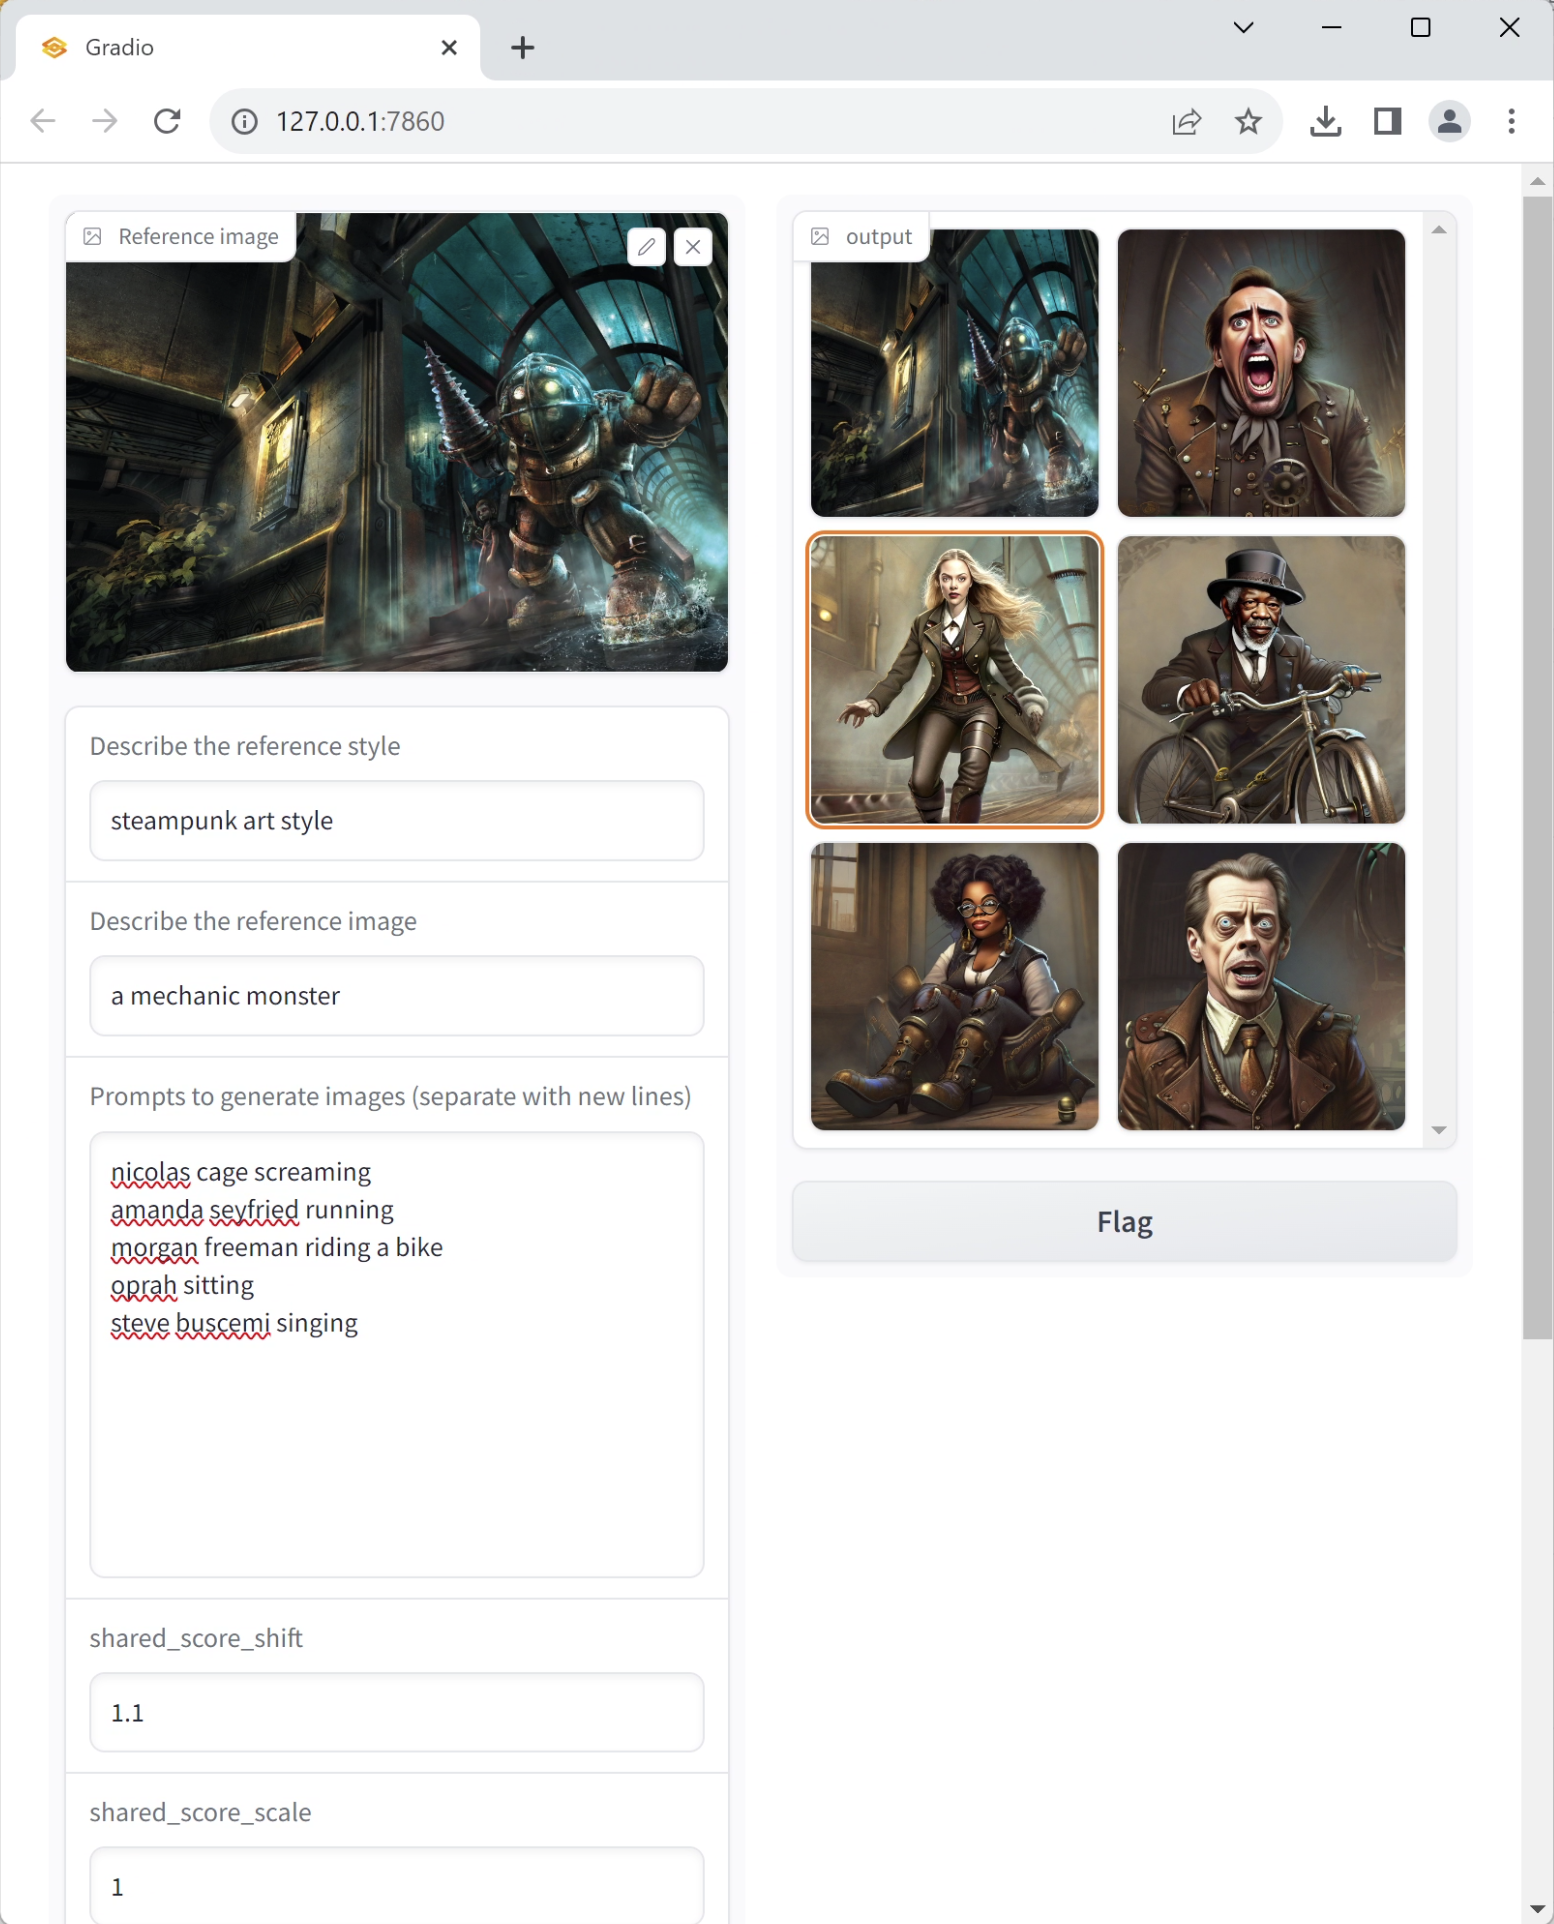 Gradio
127.0.0.1:7860
Reference image
Describe the reference style
steampunk art style
Describe the reference image
a mechanic monster
Prompts to generate images (separate with new lines)
nicolas cage screaming
amanda seyfried running
morgan freeman riding a bike
oprah sitting
steve buscemi singing
shared_score_shift
1.1
shared_score_scale
1
output
Flag